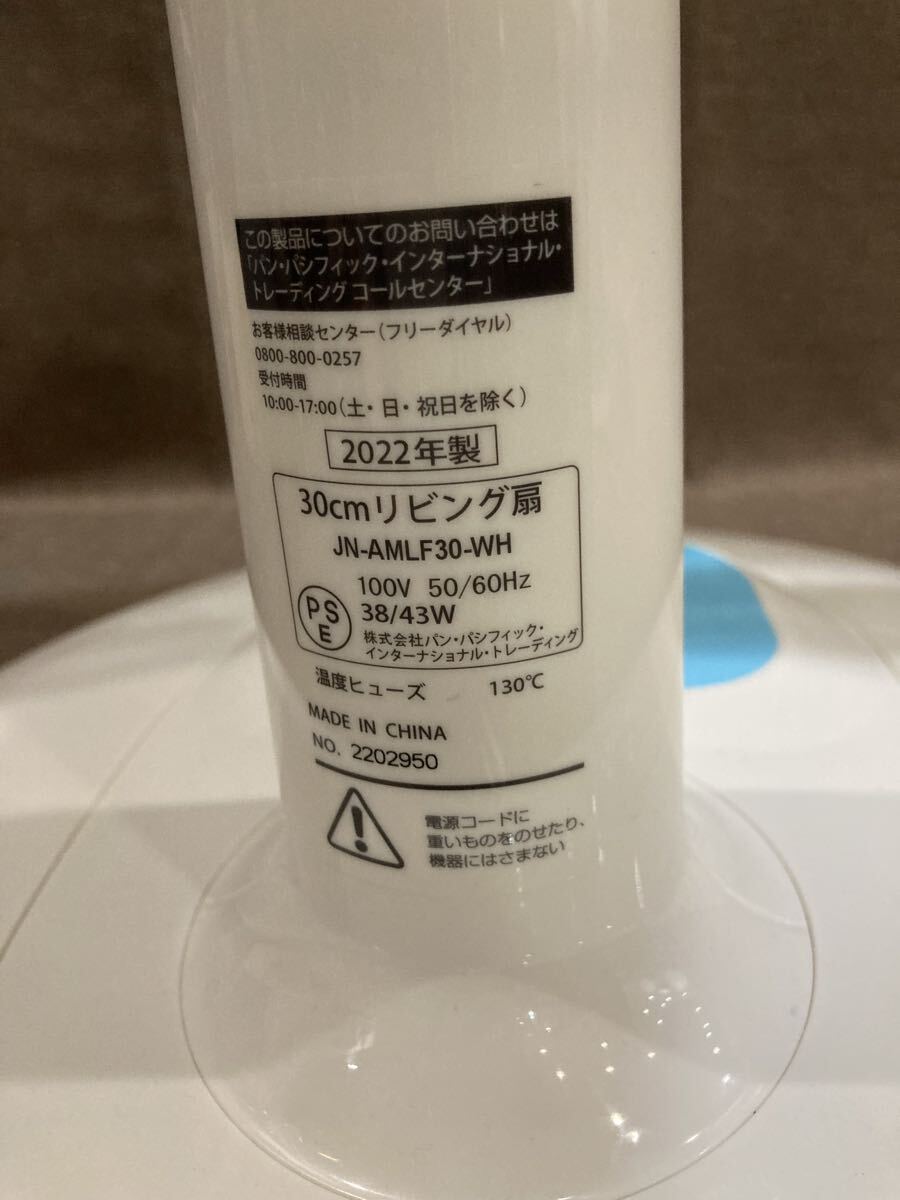 この製品についてのお問い合わせは
「パン・パシフィック・インターナショナル・
トレーディング コールセンター」
お客様相談センター(フリーダイヤル)
0800-800-0257
受付時間
10:00-17:00(土・日・祝日を除く)
2022年製
30cmリビング扇
JN-AMLF30-WH
100V 50/60Hz
PS
E
38/43W
株式会社パン・パシフィック・
インターナショナル・トレーディング
温度ヒューズ 130℃
MADE IN CHINA
NO. 2202950
電源コードに
重いものをのせたり、
機器にはさまない